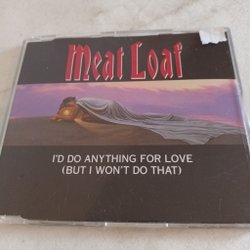 Meat Loaf
I'D DO ANYTHING FOR LOVE
(BUT I WON'T DO THAT)